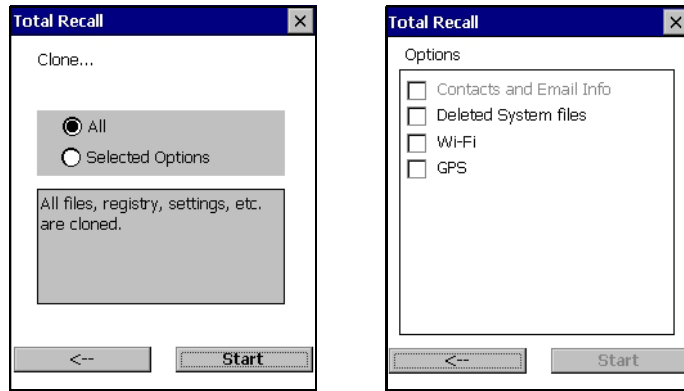 Total Recall
Clone...
All
Selected Options
All files, registry, settings, etc.
are cloned.
<--
Start
Total Recall
Options
Contacts and Email Info
Deleted System files
Wi-Fi
GPS
<--
Start